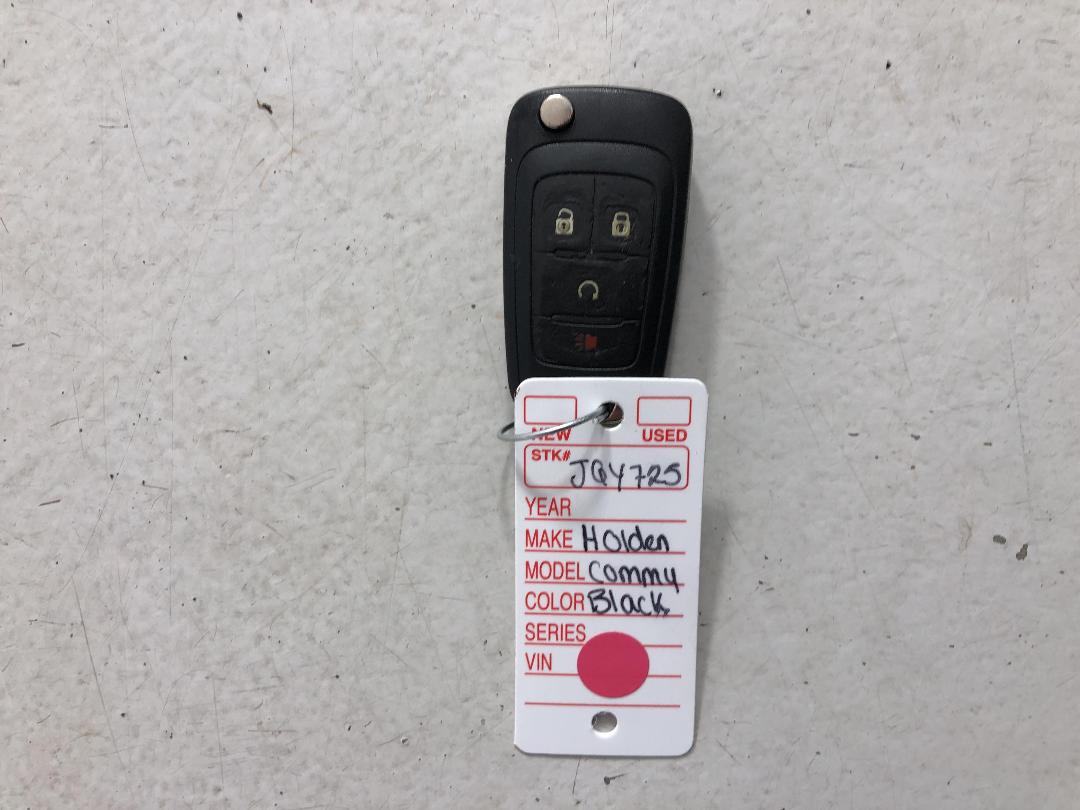 NEW USED
STK# JQY725
YEAR
MAKE Holden
MODEL Commy
COLOR Black
SERIES
VIN